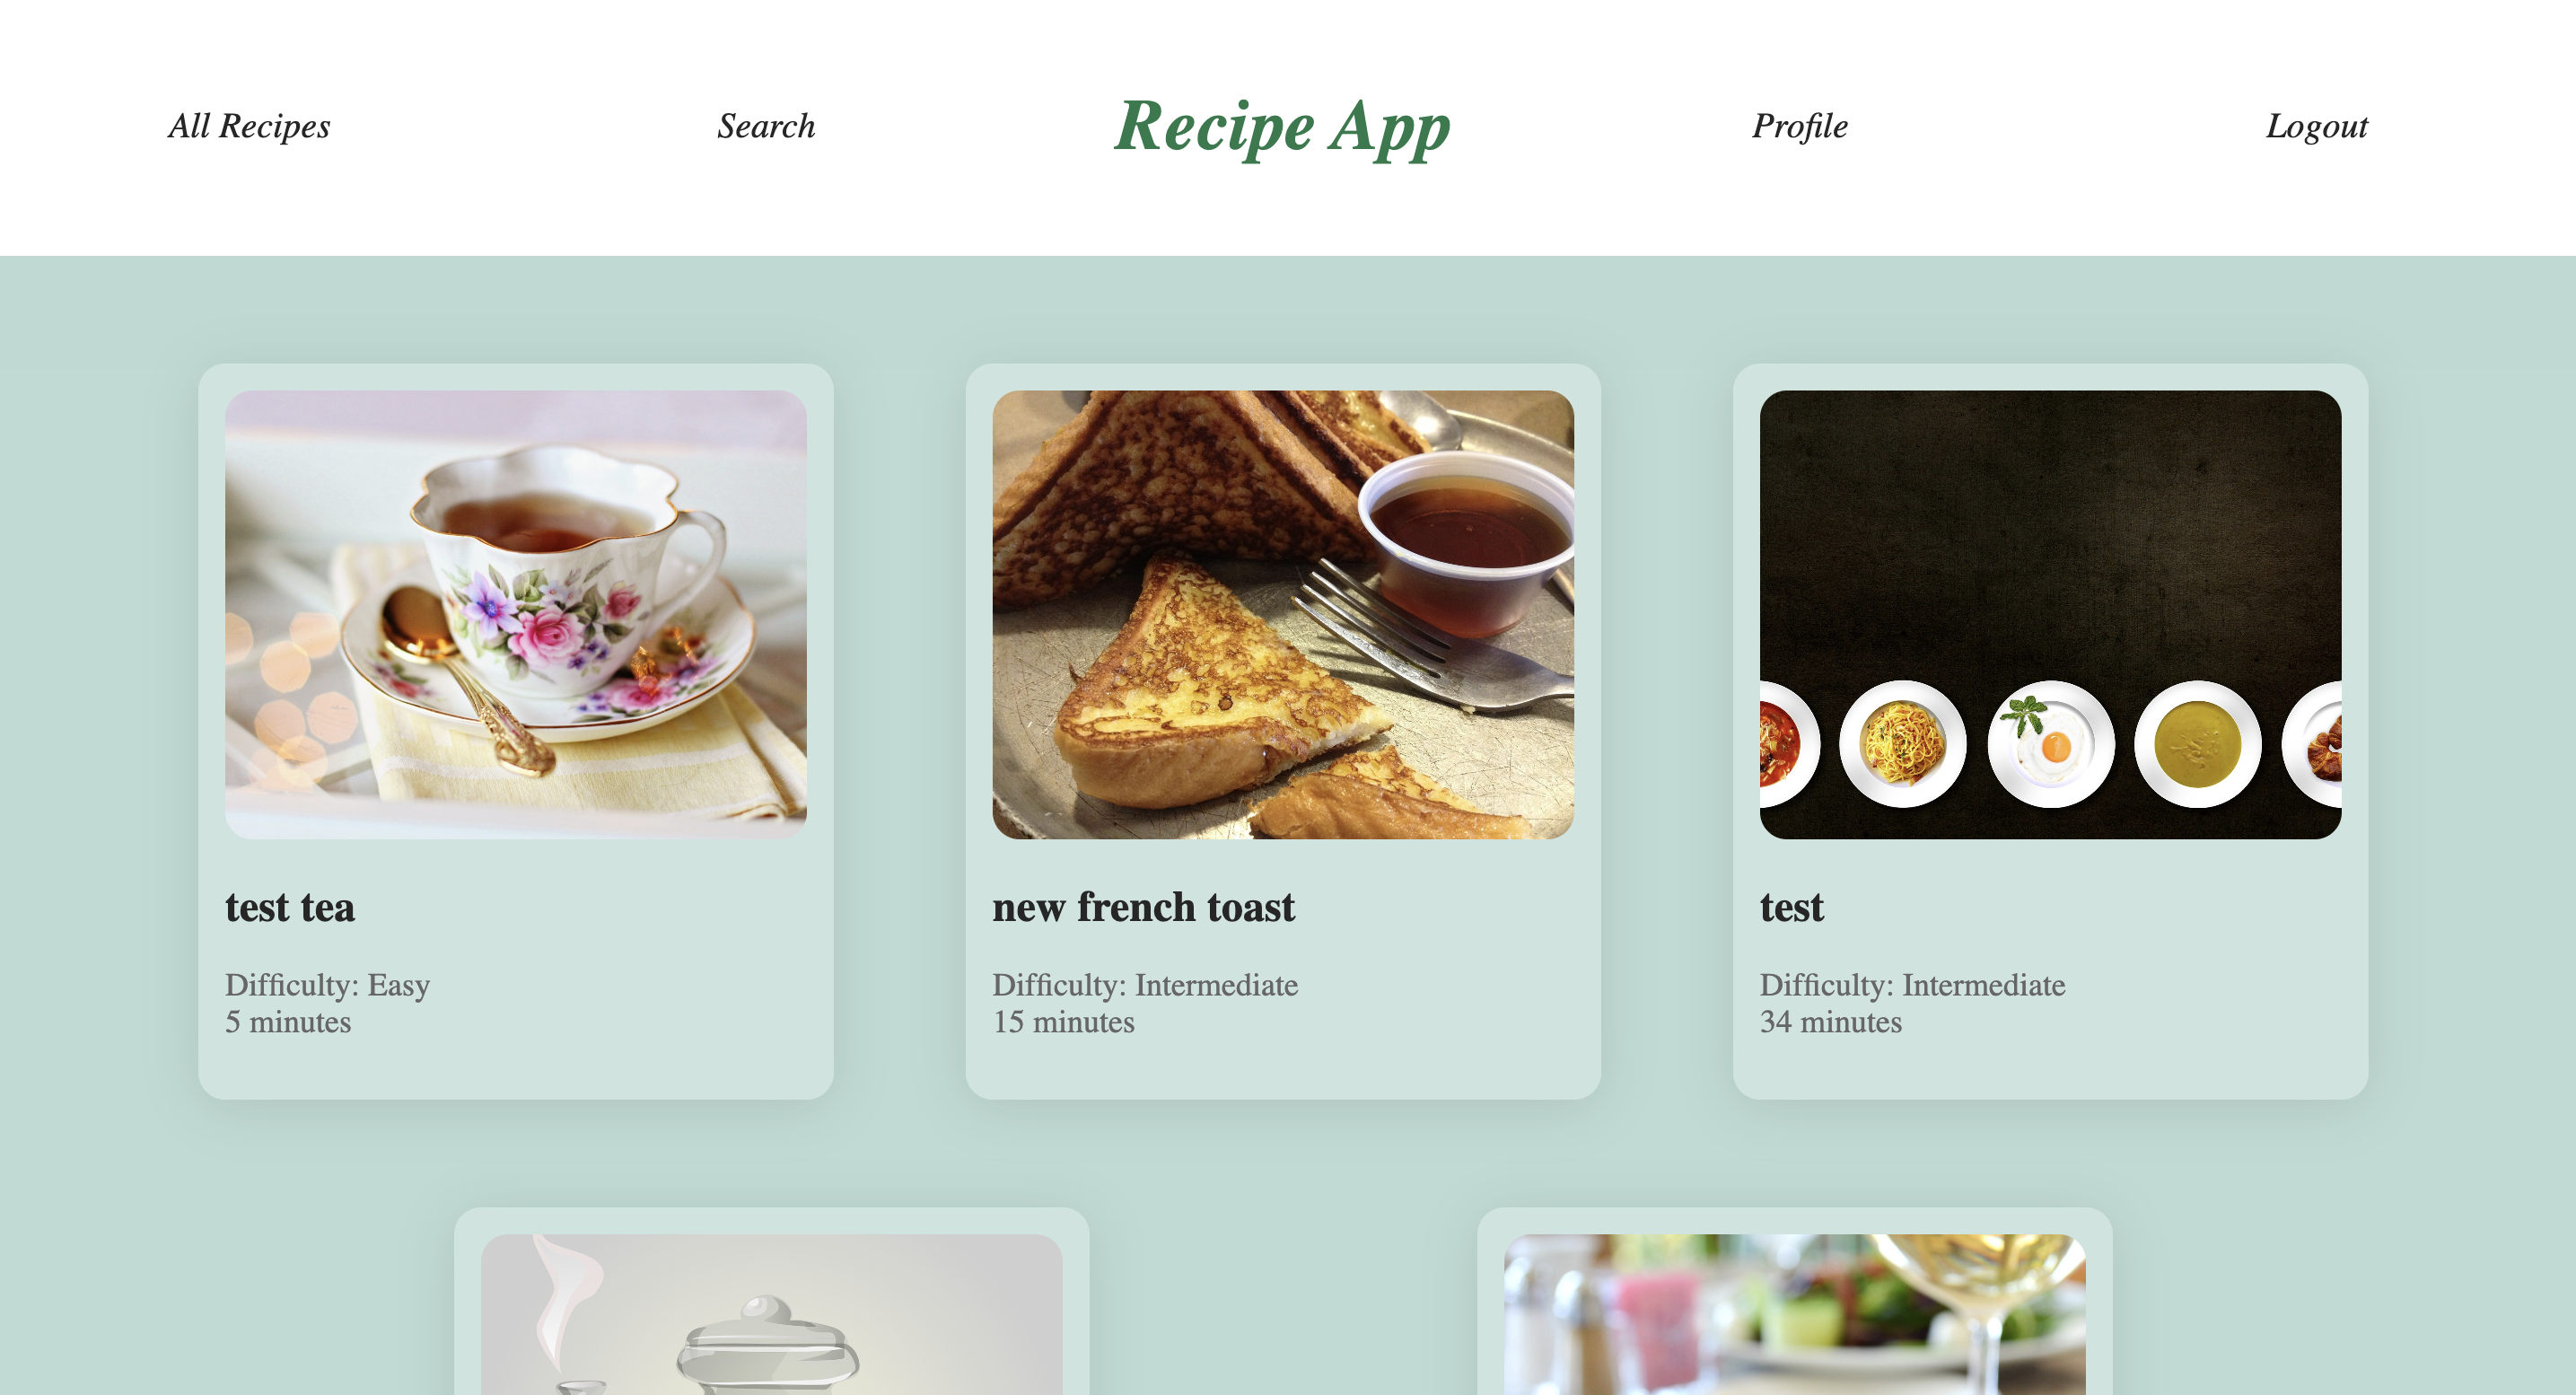 All Recipes
Search
Recipe App
Profile
Logout
test tea
Difficulty: Easy
5 minutes
new french toast
Difficulty: Intermediate
15 minutes
test
Difficulty: Intermediate
34 minutes